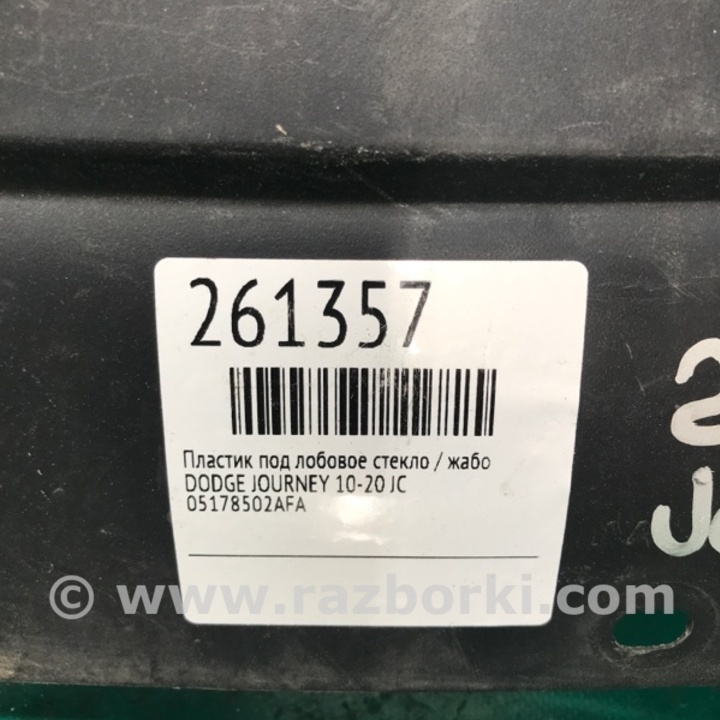 261357
Пластик под лобовое стекло / жабо
DODGE JOURNEY 10-20 JC
05178502AFA
© www.razborki.com